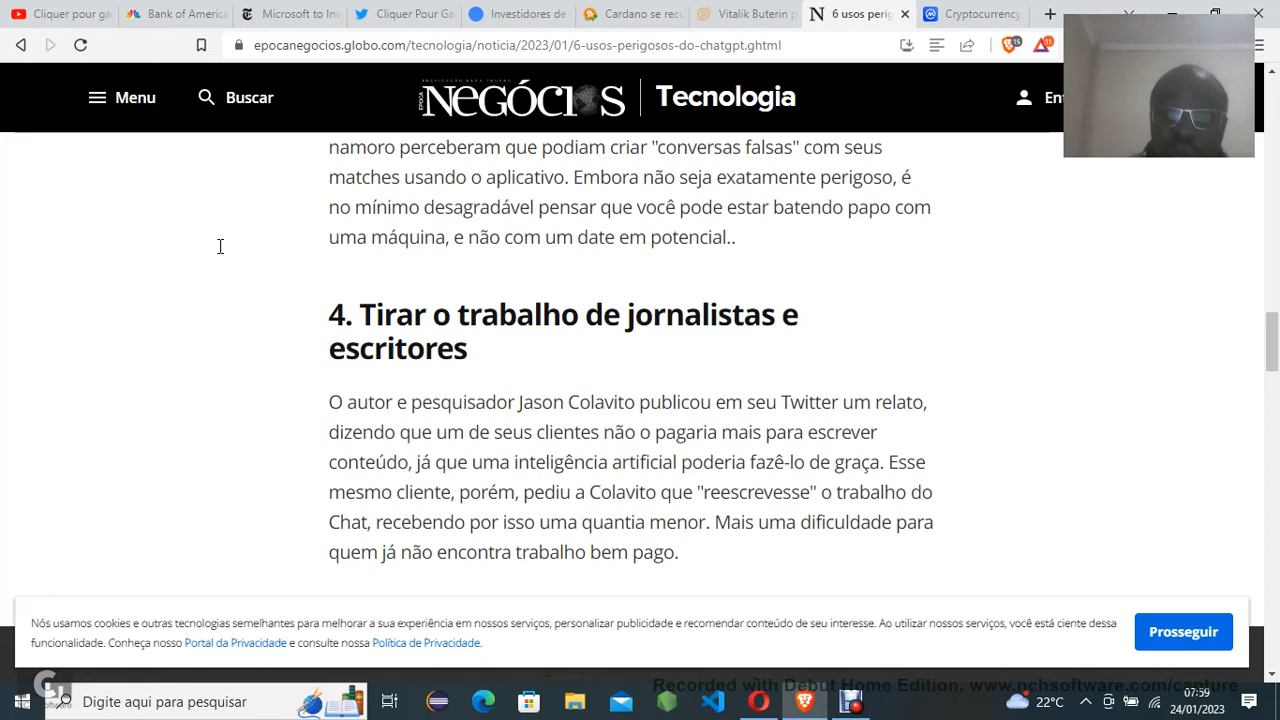 Cliquer pour ga
Bank of America
Microsoft to Inv
Cliquer Pour Ga
Investidores de
Cardano se recu
Vitalik Buterin p
6 usos perig
Cryptocurrency
epocanegocios.globo.com/tecnologia/noticia/2023/01/6-usos-perigosos-do-chatgpt.ghtml
15
11
Menu
Buscar
ÉPOCA NEGÓCIOS
Tecnologia
Ent
namoro perceberam que podiam criar "conversas falsas" com seus
matches usando o aplicativo. Embora não seja exatamente perigoso, é
no mínimo desagradável pensar que você pode estar batendo papo com
uma máquina, e não com um date em potencial..
4. Tirar o trabalho de jornalistas e
escritores
O autor e pesquisador Jason Colavito publicou em seu Twitter um relato,
dizendo que um de seus clientes não o pagaria mais para escrever
conteúdo, já que uma inteligência artificial poderia fazê-lo de graça. Esse
mesmo cliente, porém, pediu a Colavito que "reescrevesse" o trabalho do
Chat, recebendo por isso uma quantia menor. Mais uma dificuldade para
quem já não encontra trabalho bem pago.
Nós usamos cookies e outras tecnologias semelhantes para melhorar a sua experiência em nossos serviços, personalizar publicidade e recomendar conteúdo de seu interesse. Ao utilizar nossos serviços, você está ciente dessa
funcionalidade. Conheça nosso Portal da Privacidade e consulte nossa Política de Privacidade.
Prosseguir
Recorded with Debut Home Edition. www.nchsoftware.com/capture
Digite aqui para pesquisar
22°C
07:59
24/01/2023